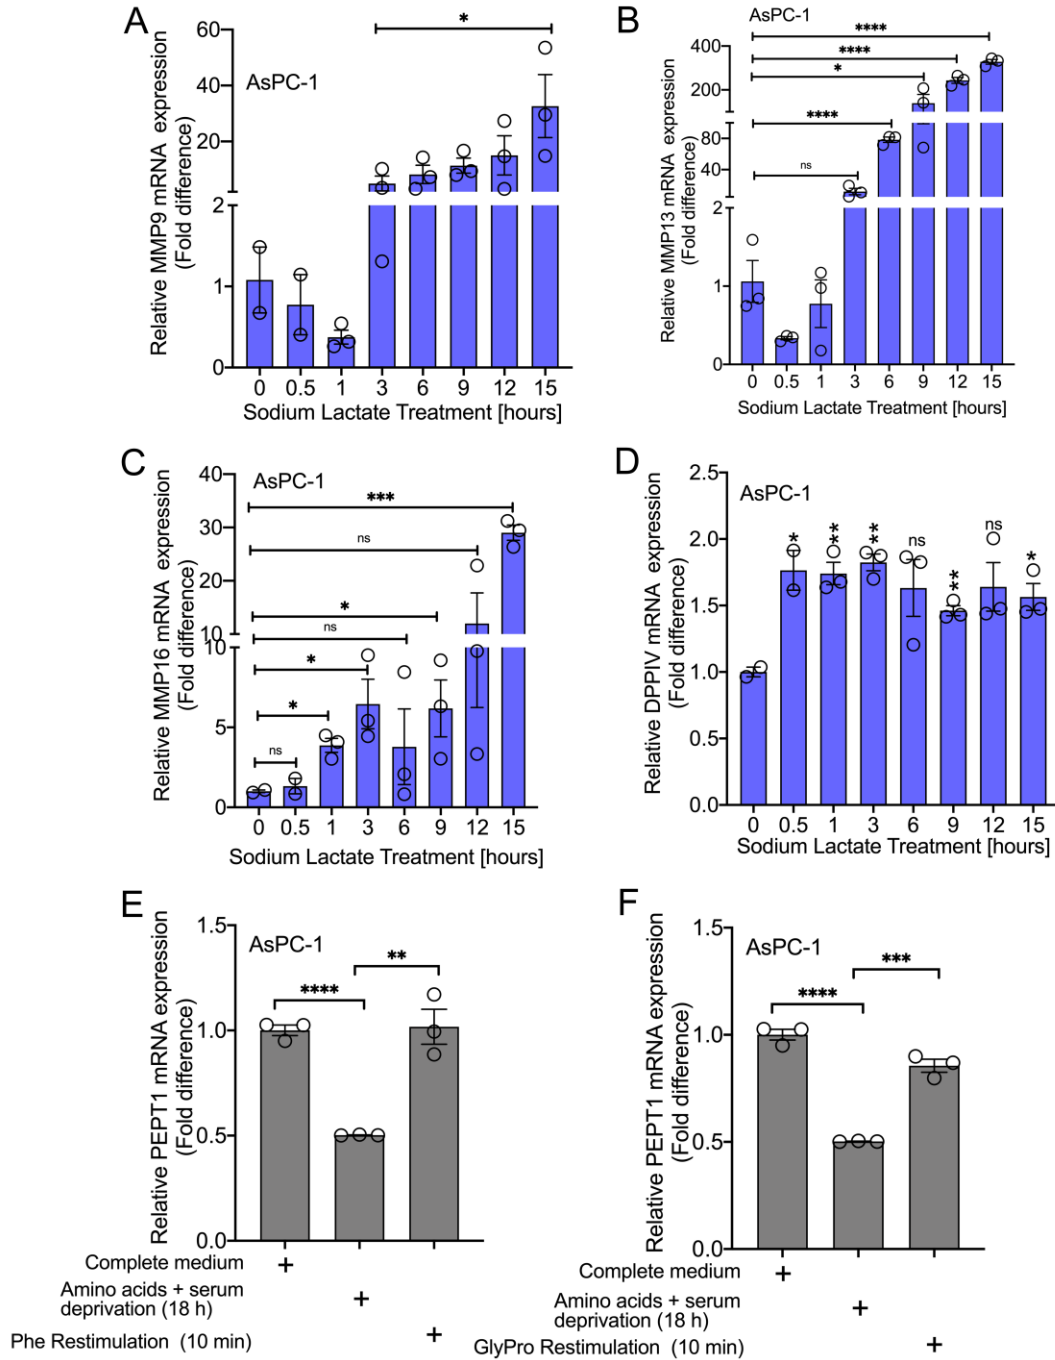 A
AsPC-1
*
Relative MMP9 mRNA expression
(Fold difference)
60
40
20
2
1
0
0 0.5 1 3 6 9 12 15
Sodium Lactate Treatment [hours]
B
AsPC-1
****
****
*
****
ns
Relative MMP13 mRNA expression
(Fold difference)
400
200
80
40
2
1
0
0 0.5 1 3 6 9 12 15
Sodium Lactate Treatment [hours]
C
AsPC-1
***
ns
*
ns
*
*
ns
Relative MMP16 mRNA expression
(Fold difference)
40
30
20
10
10
5
0
0 0.5 1 3 6 9 12 15
Sodium Lactate Treatment [hours]
D
AsPC-1
* ** ** ns ** ns *
Relative DPPIV mRNA expression
(Fold difference)
2.5
2.0
1.5
1.0
0.5
0.0
0 0.5 1 3 6 9 12 15
Sodium Lactate Treatment [hours]
E
AsPC-1
**
****
Relative PEPT1 mRNA expression
(Fold difference)
1.5
1.0
0.5
0.0
Complete medium +
Amino acids + serum
deprivation (18 h) +
Phe Restimulation (10 min) +
F
AsPC-1
***
****
Relative PEPT1 mRNA expression
(Fold difference)
1.5
1.0
0.5
0.0
Complete medium +
Amino acids + serum
deprivation (18 h) +
GlyPro Restimulation (10 min) +